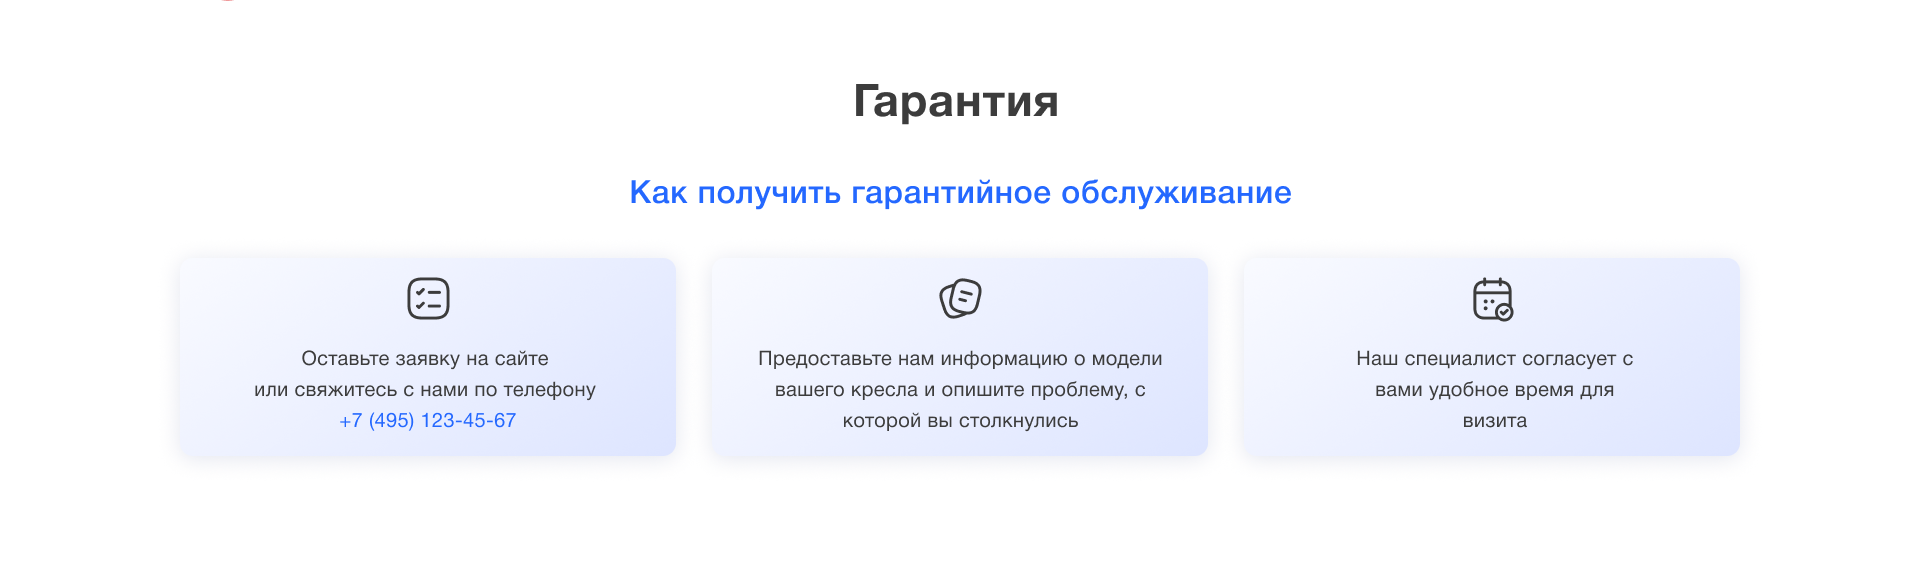 Гарантия
Как получить гарантийное обслуживание
Оставьте заявку на сайте
или свяжитесь с нами по телефону
+7 (495) 123-45-67
Предоставьте нам информацию о модели
вашего кресла и опишите проблему, с
которой вы столкнулись
Наш специалист согласует с
вами удобное время для
визита